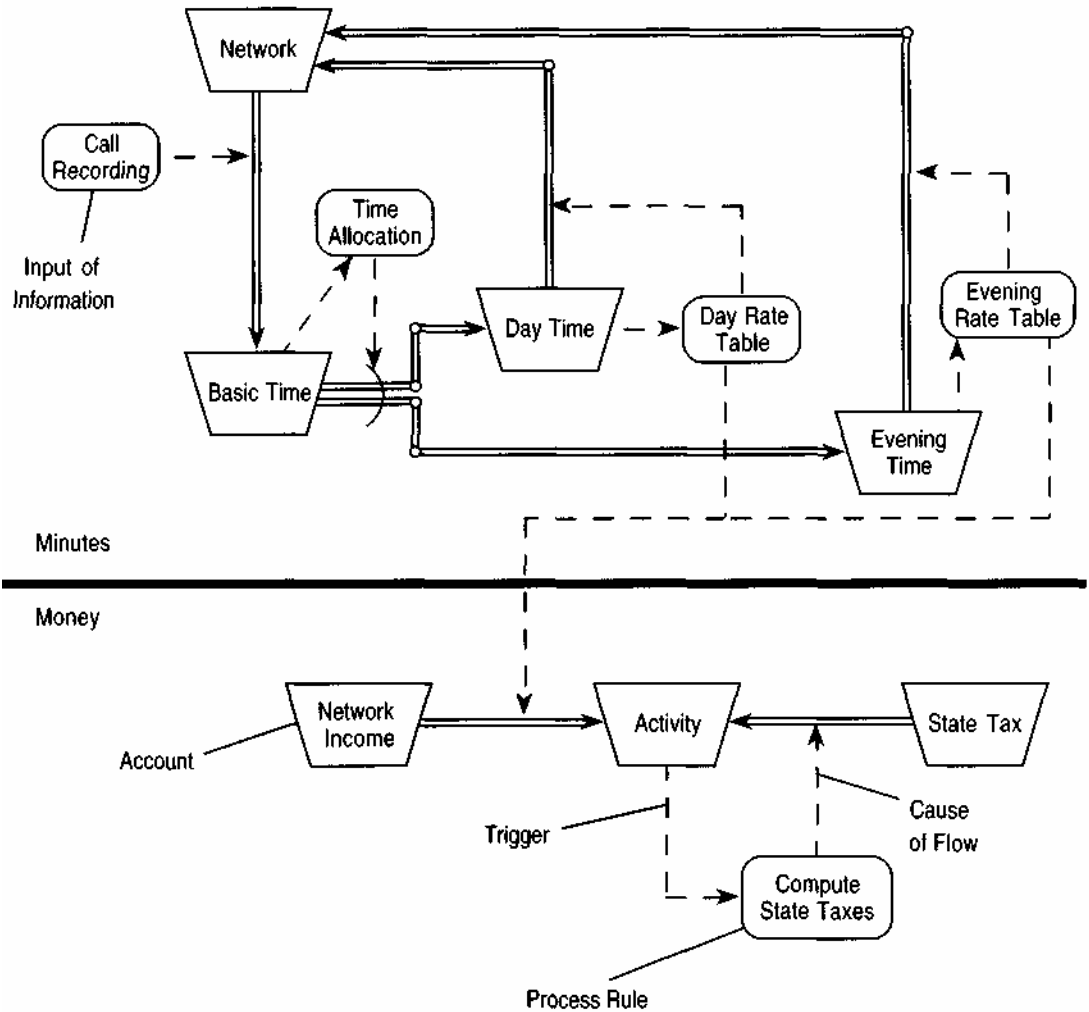 Network
Call
Recording
Time
Allocation
Input of
Information
Day Time
Day Rate
Table
Evening
Rate Table
Basic Time
Evening
Time
Minutes
Money
Network
Income
Activity
State Tax
Account
Trigger
Cause
of Flow
Compute
State Taxes
Process Rule